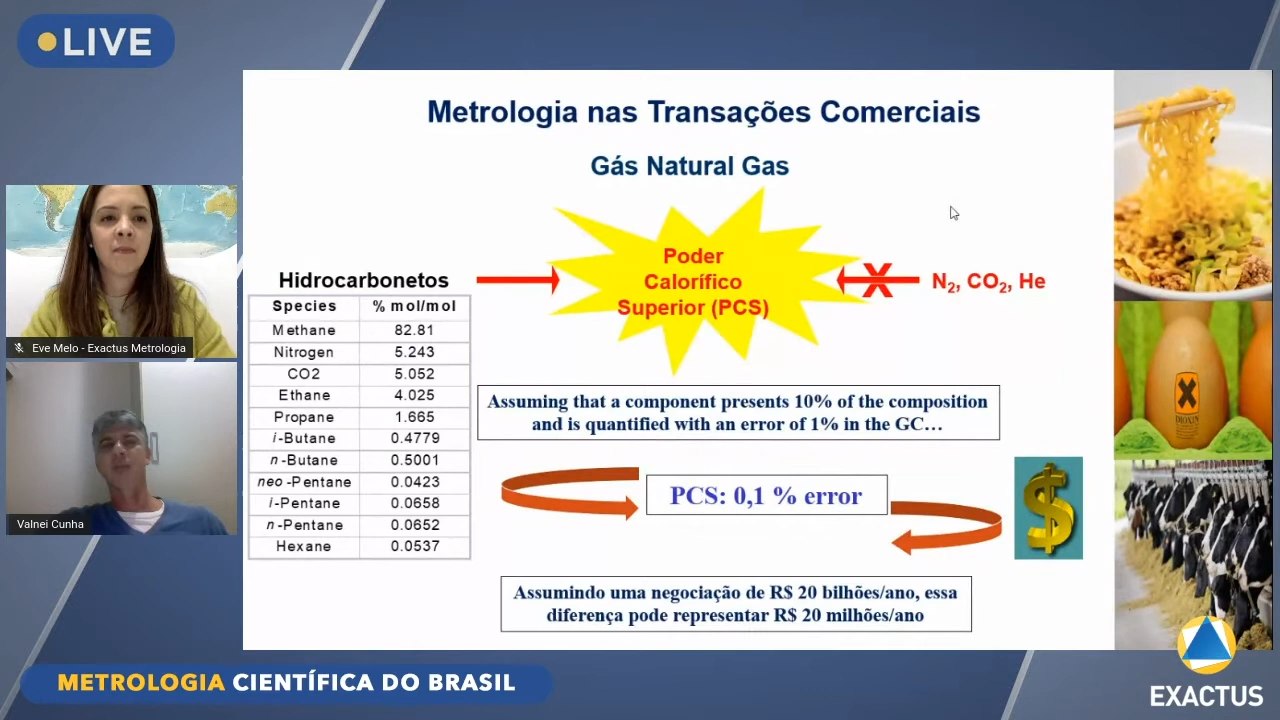 LIVE
Metrologia nas Transações Comerciais
Gás Natural Gas
Poder
Calorífico
Superior (PCS)
Hidrocarbonetos
N2, CO2, He
Species % mol/mol
Methane 82.81
Nitrogen 5.243
CO2 5.052
Ethane 4.025
Propane 1.665
i-Butane 0.4779
n-Butane 0.5001
neo-Pentane 0.0423
i-Pentane 0.0658
n-Pentane 0.0652
Hexane 0.0537
Assuming that a component presents 10% of the composition
and is quantified with an error of 1% in the GC...
PCS: 0,1 % error
$
Assumindo uma negociação de R$ 20 bilhões/ano, essa
diferença pode representar R$ 20 milhões/ano
Eve Melo - Exactus Metrologia
Valnei Cunha
DIOXIN
METROLOGIA CIENTÍFICA DO BRASIL
EXACTUS